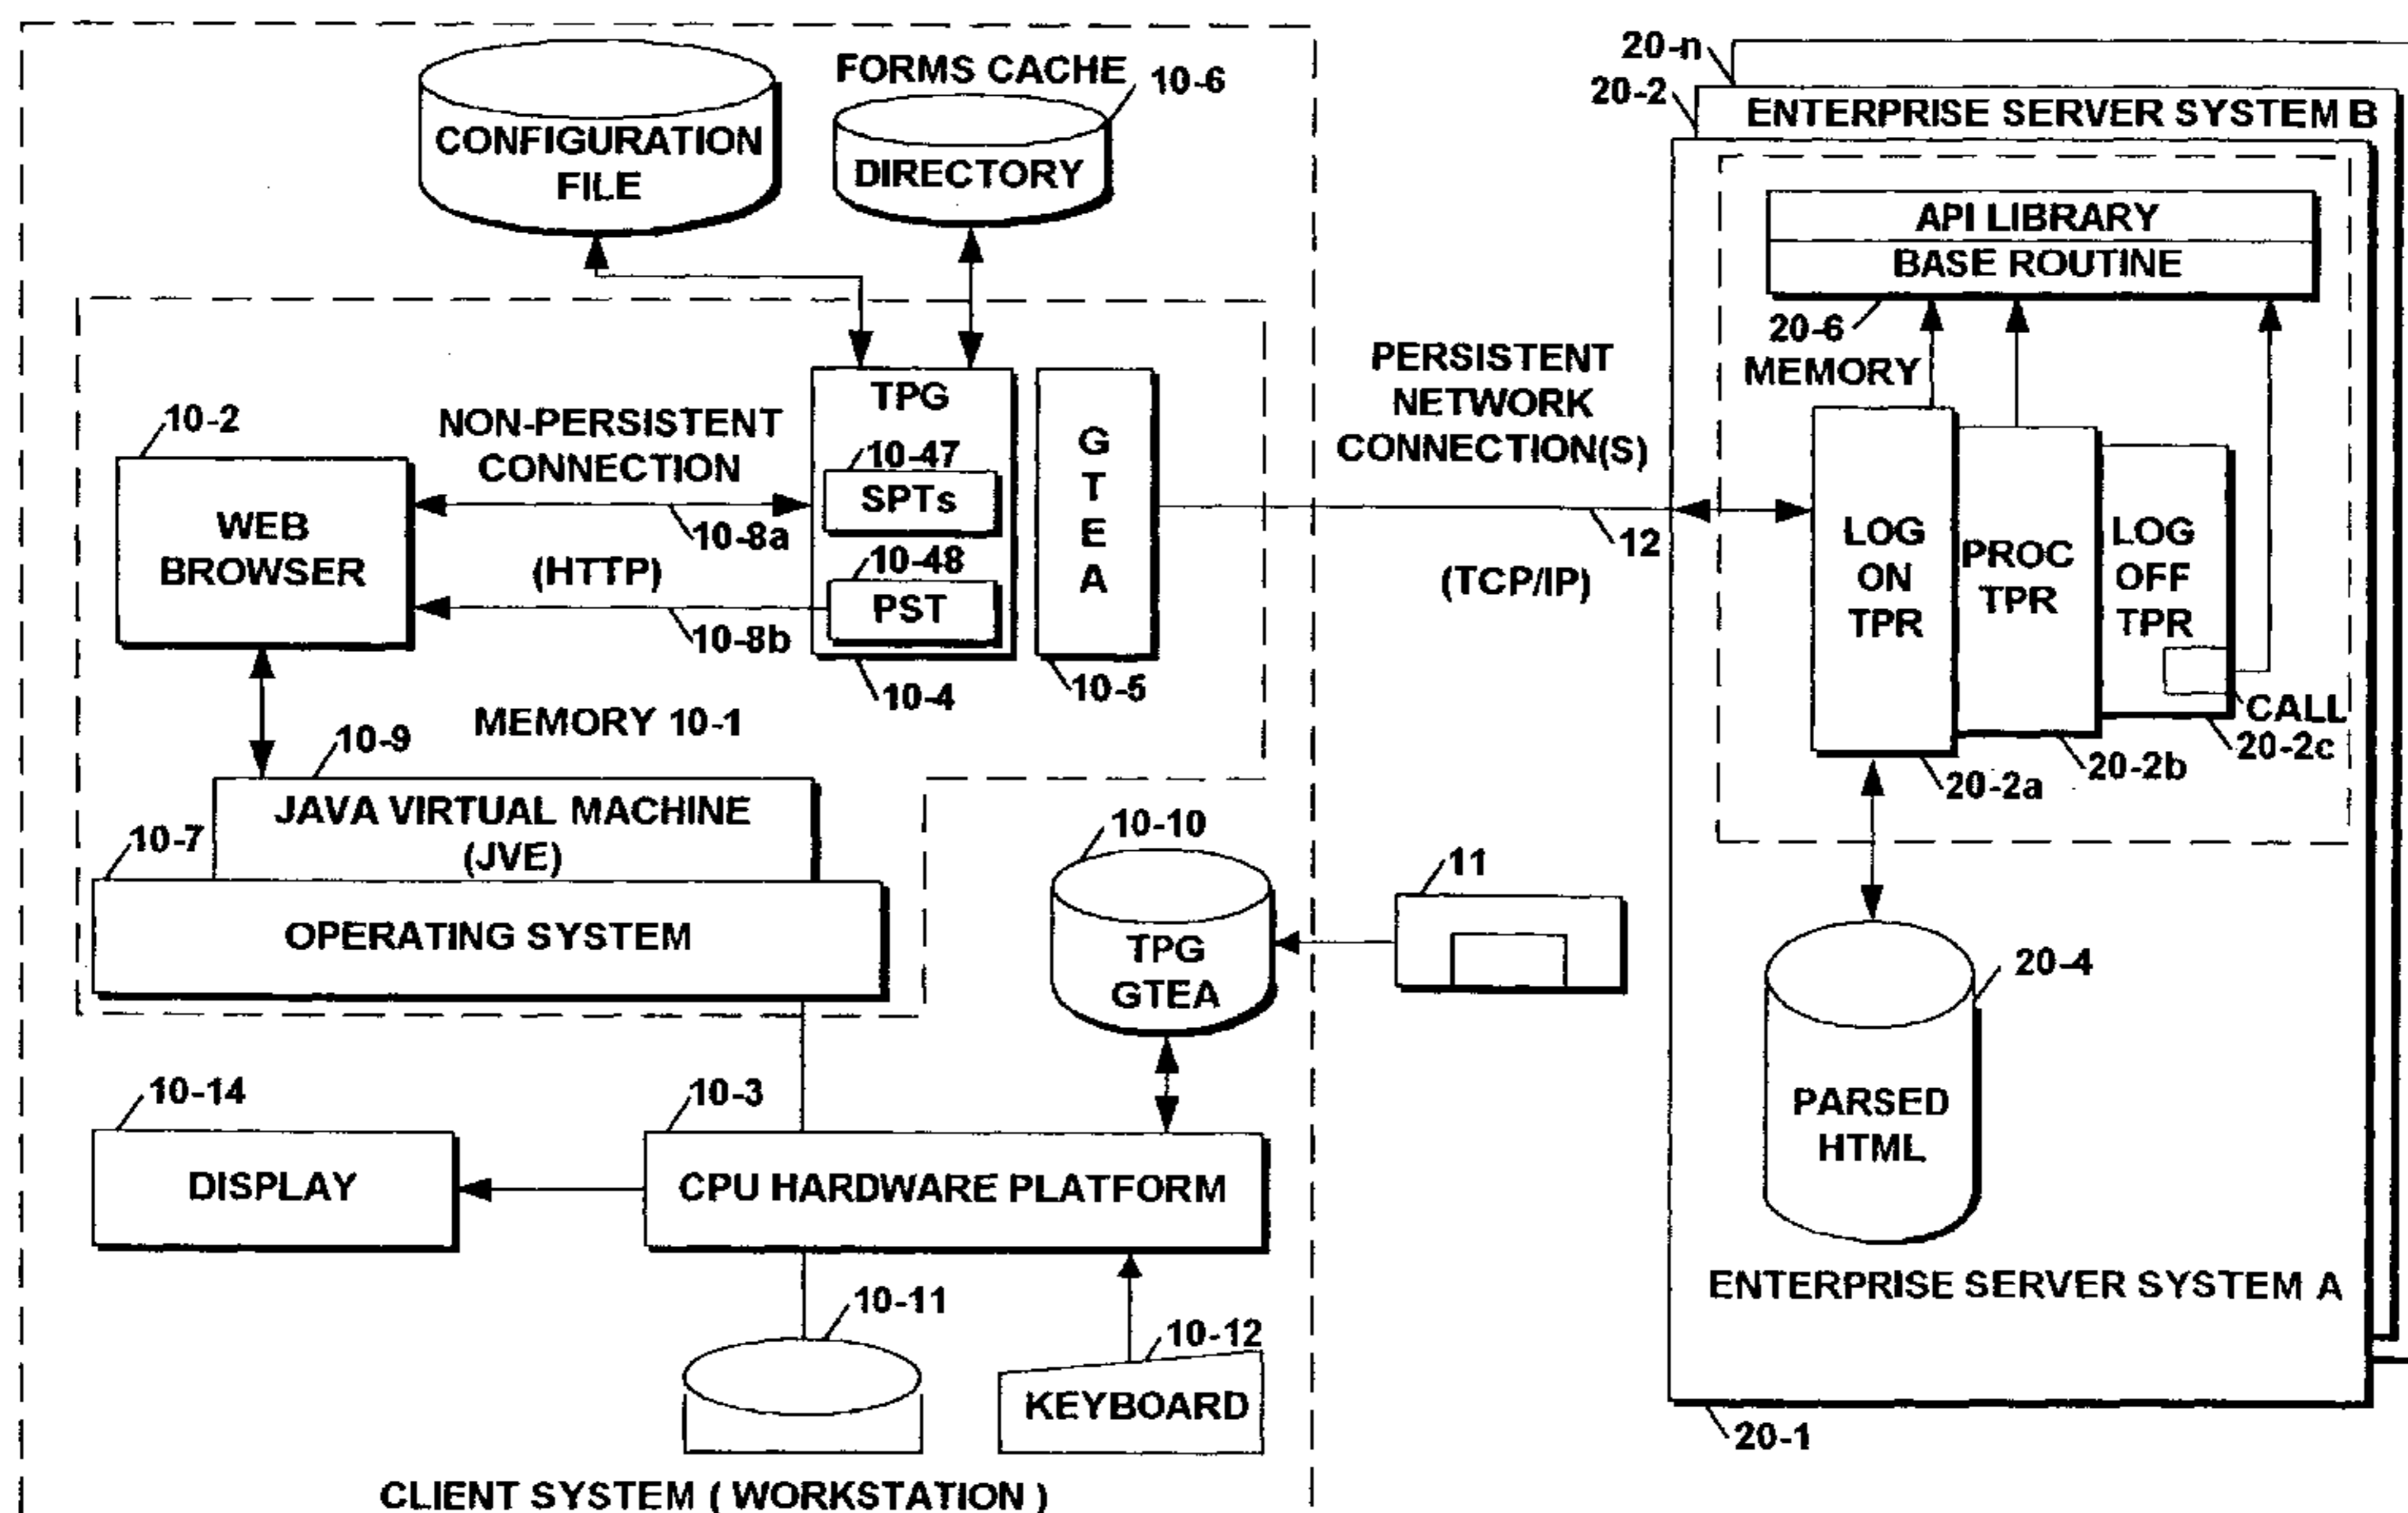 20-n
FORMS CACHE
10-6
20-2
ENTERPRISE SERVER SYSTEM B
CONFIGURATION
FILE
DIRECTORY
API LIBRARY
BASE ROUTINE
20-6
MEMORY
PERSISTENT
NETWORK
CONNECTION(S)
12
(TCP/IP)
10-2
NON-PERSISTENT
CONNECTION
TPG
10-47
SPTs
10-8a
(HTTP)
10-48
PST
10-8b
G
T
E
A
WEB
BROWSER
LOG
ON
TPR
PROC
TPR
LOG
OFF
TPR
CALL
20-2c
20-2b
20-2a
10-4
10-5
MEMORY 10-1
10-9
JAVA VIRTUAL MACHINE
(JVE)
10-7
OPERATING SYSTEM
10-10
TPG
GTEA
11
20-4
PARSED
HTML
10-14
DISPLAY
10-3
CPU HARDWARE PLATFORM
ENTERPRISE SERVER SYSTEM A
10-11
10-12
KEYBOARD
20-1
CLIENT SYSTEM ( WORKSTATION )